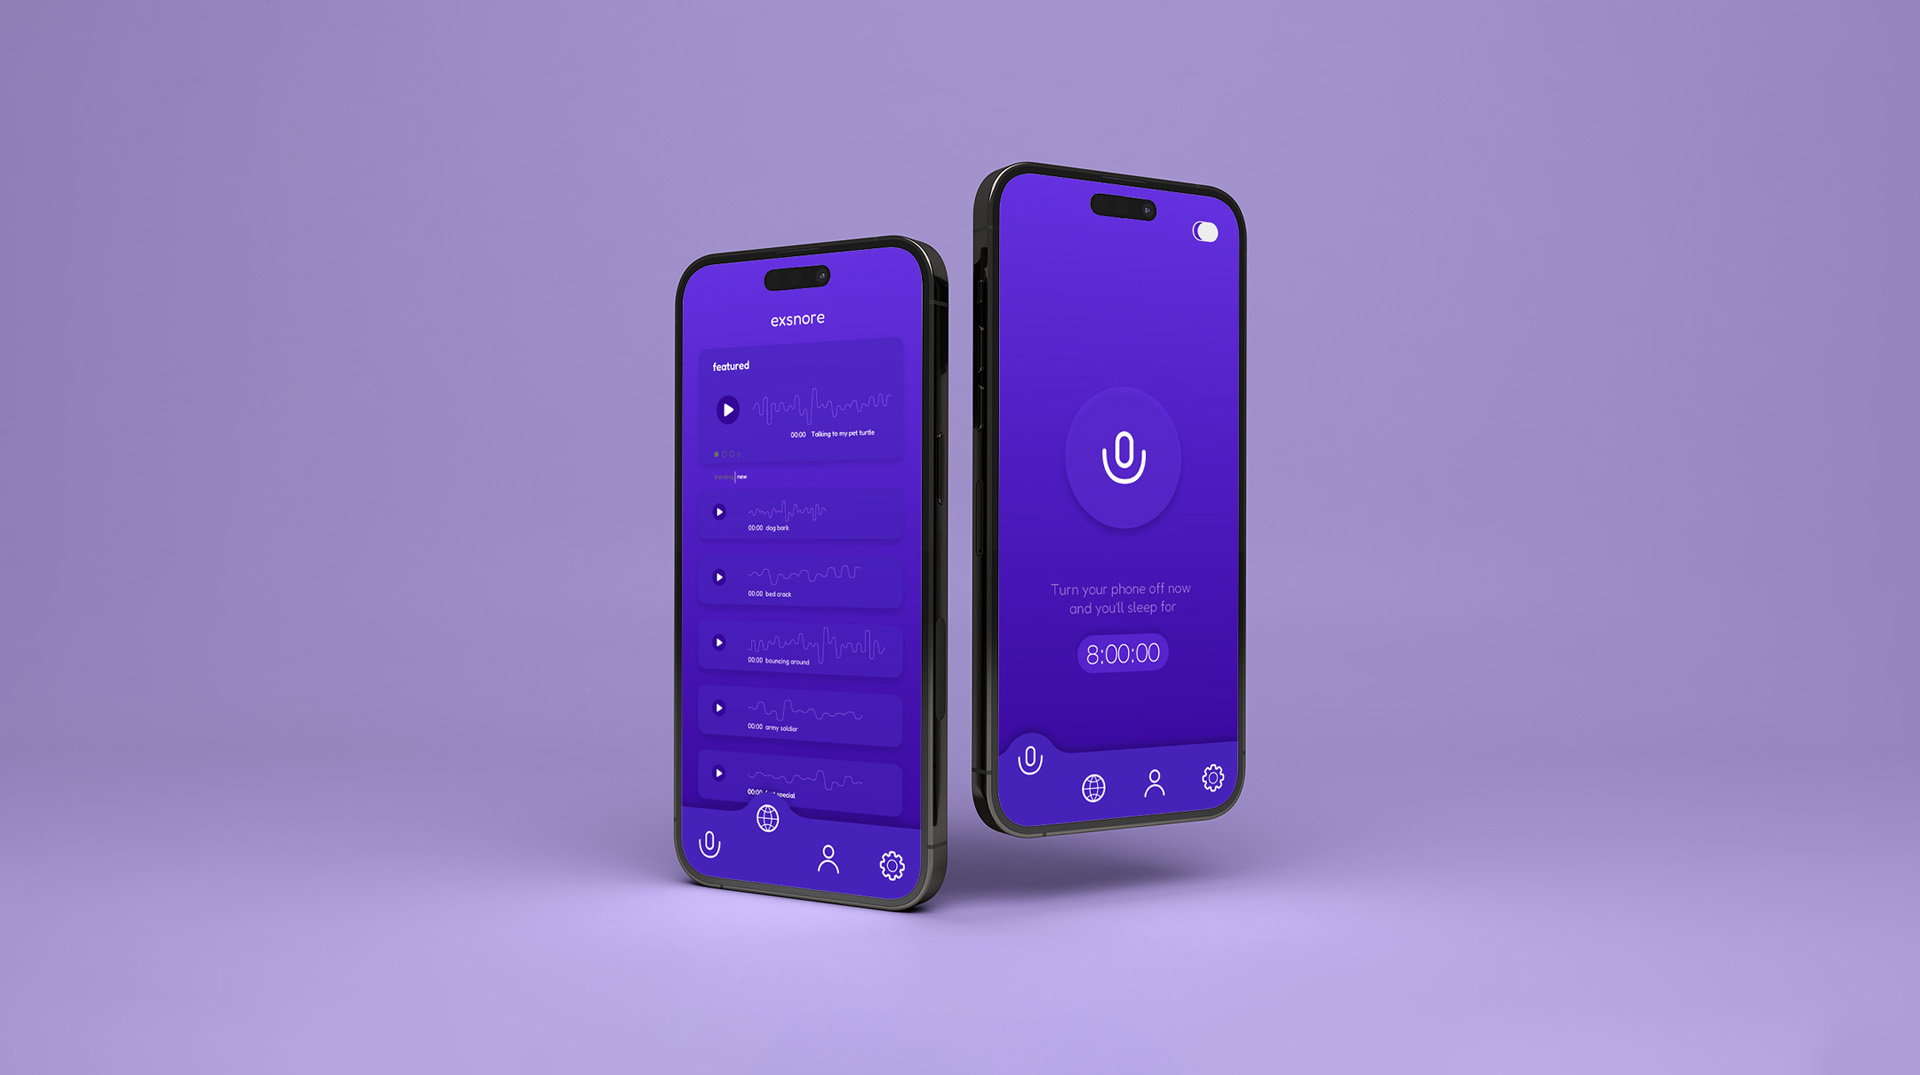 exsnore
featured
00:00 Talking to my pet turtle
trending new
00:00 dog bark
00:00 bed crack
00:00 bouncing around
00:00 army soldier
00:00 special
Turn your phone off now
and you'll sleep for
8:00:00